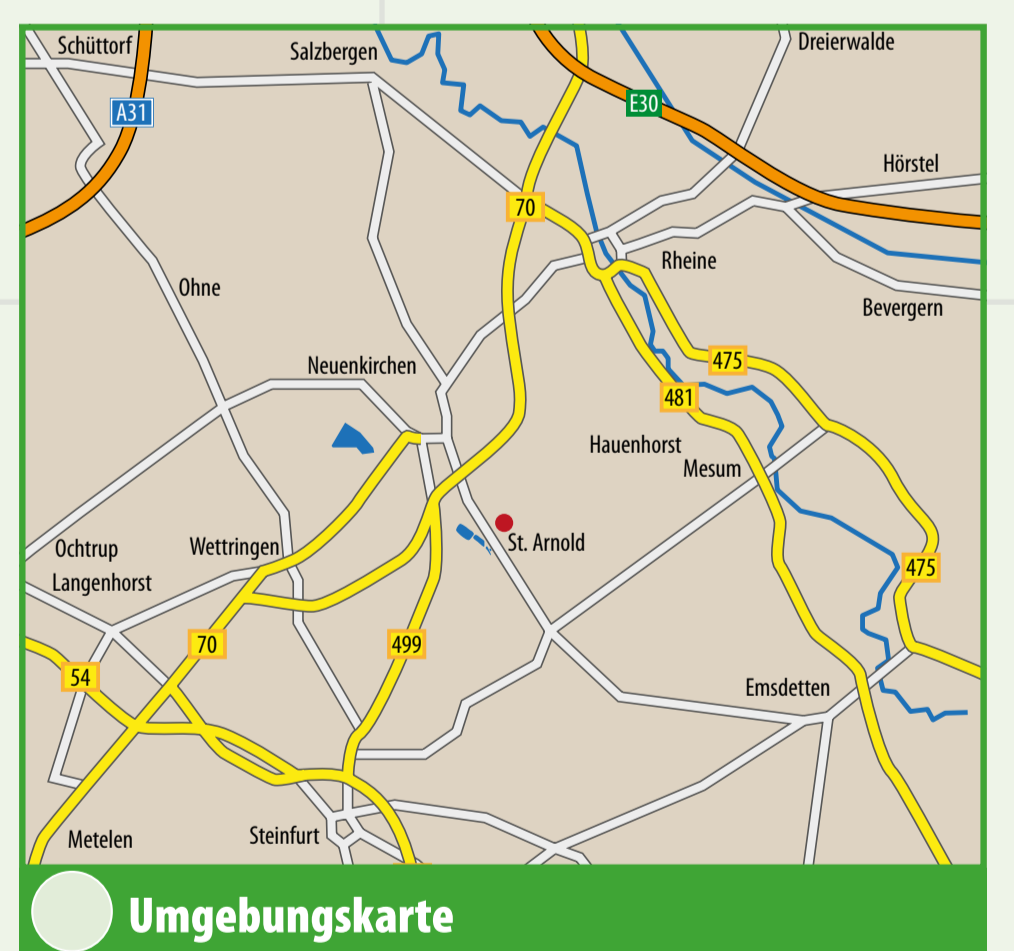 Schüttorf
Salzbergen
Dreierwalde
A31
E30
Hörstel
70
Rheine
Ohne
Bevergern
Neuenkirchen
475
481
Hauenhorst
Mesum
Ochtrup
Wettringen
St. Arnold
Langenhorst
475
70
499
54
Emsdetten
Metelen
Steinfurt
Umgebungskarte